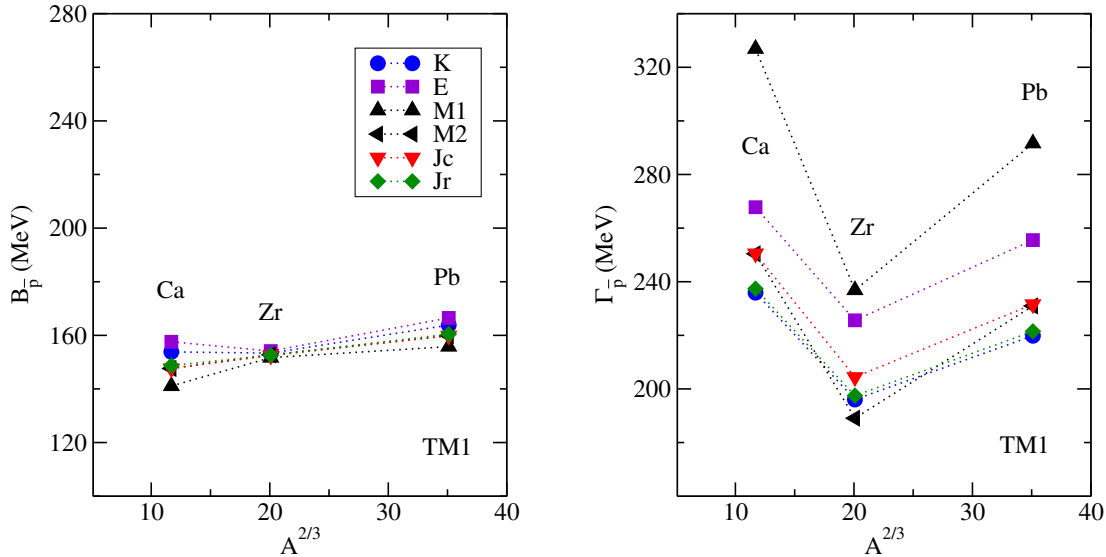 280
240
200
160
120
B_p̄ (MeV)
K
E
M1
M2
Jc
Jr
Ca
Zr
Pb
TM1
10
20
30
40
A^{2/3}
320
280
240
200
Γ_p̄ (MeV)
Ca
Zr
Pb
TM1
10
20
30
40
A^{2/3}